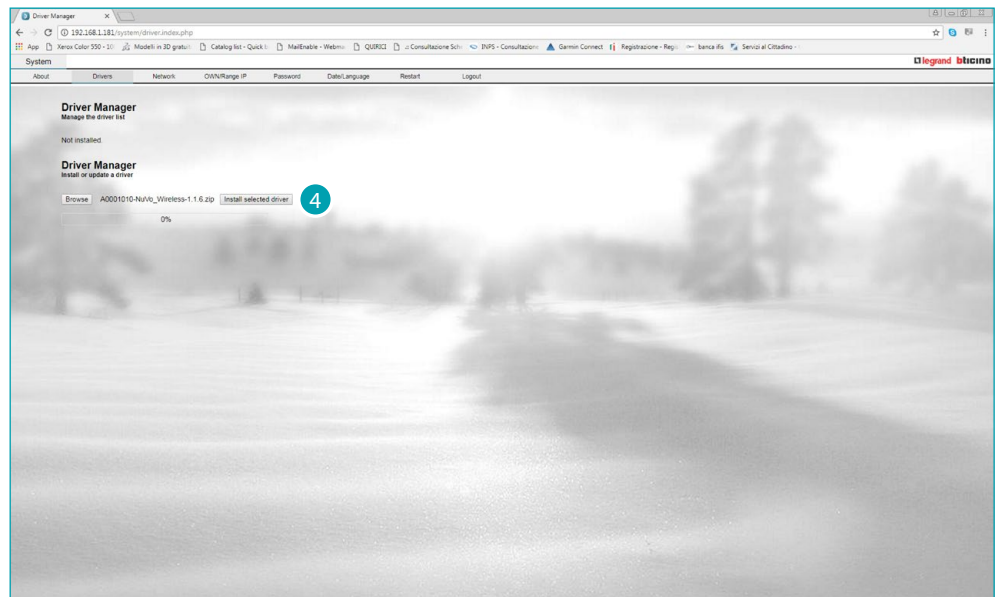 Driver Manager
192.168.1.181/system/driver.index.php
App Xerox Color 550 - 10 Modelli in 3D gratuit Catalog list - Quick MailEnable - Webma QUIRICI Consultazione Sch INPS - Consultazione Garmin Connect Registrazione - Regi banca ifis Servizi al Cittadino -
System
legrand bticino
About Drivers Network OWN/Range IP Password Date/Language Restart Logout
Driver Manager
Manage the driver list
Not installed.
Driver Manager
Install or update a driver
Browse A0001010-NuVo_Wireless-1.1.6.zip Install selected driver 4
0%